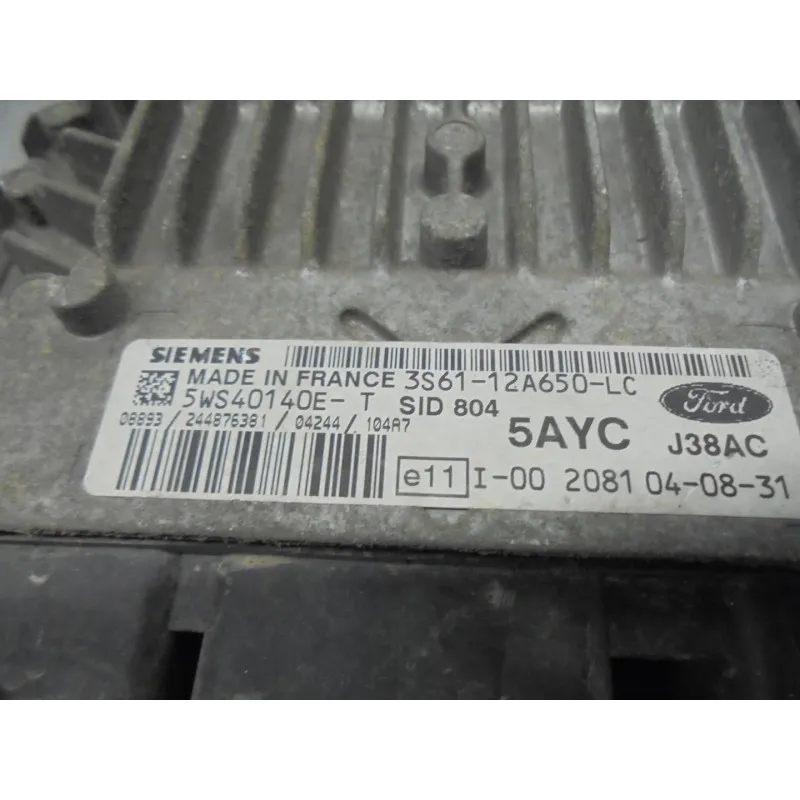 SIEMENS
MADE IN FRANCE 3S61-12A650-LC
5WS40140E- T SID 804
Ford
08893 / 244876381 / 04244 / 104A7
5AYC J38AC
e11 I-00 2081 04-08-31